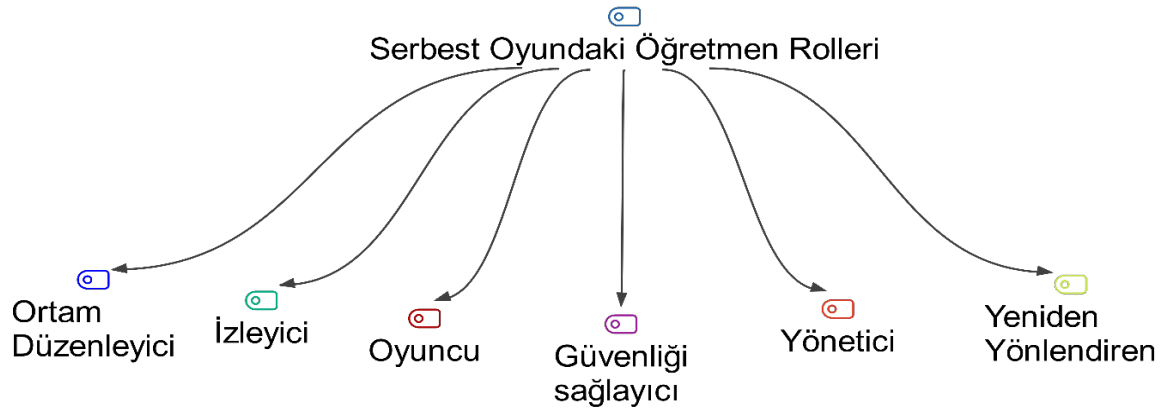 Serbest Oyundaki Öğretmen Rolleri
Ortam
Düzenleyici
İzleyici
Oyuncu
Güvenliği
sağlayıcı
Yönetici
Yeniden
Yönlendiren